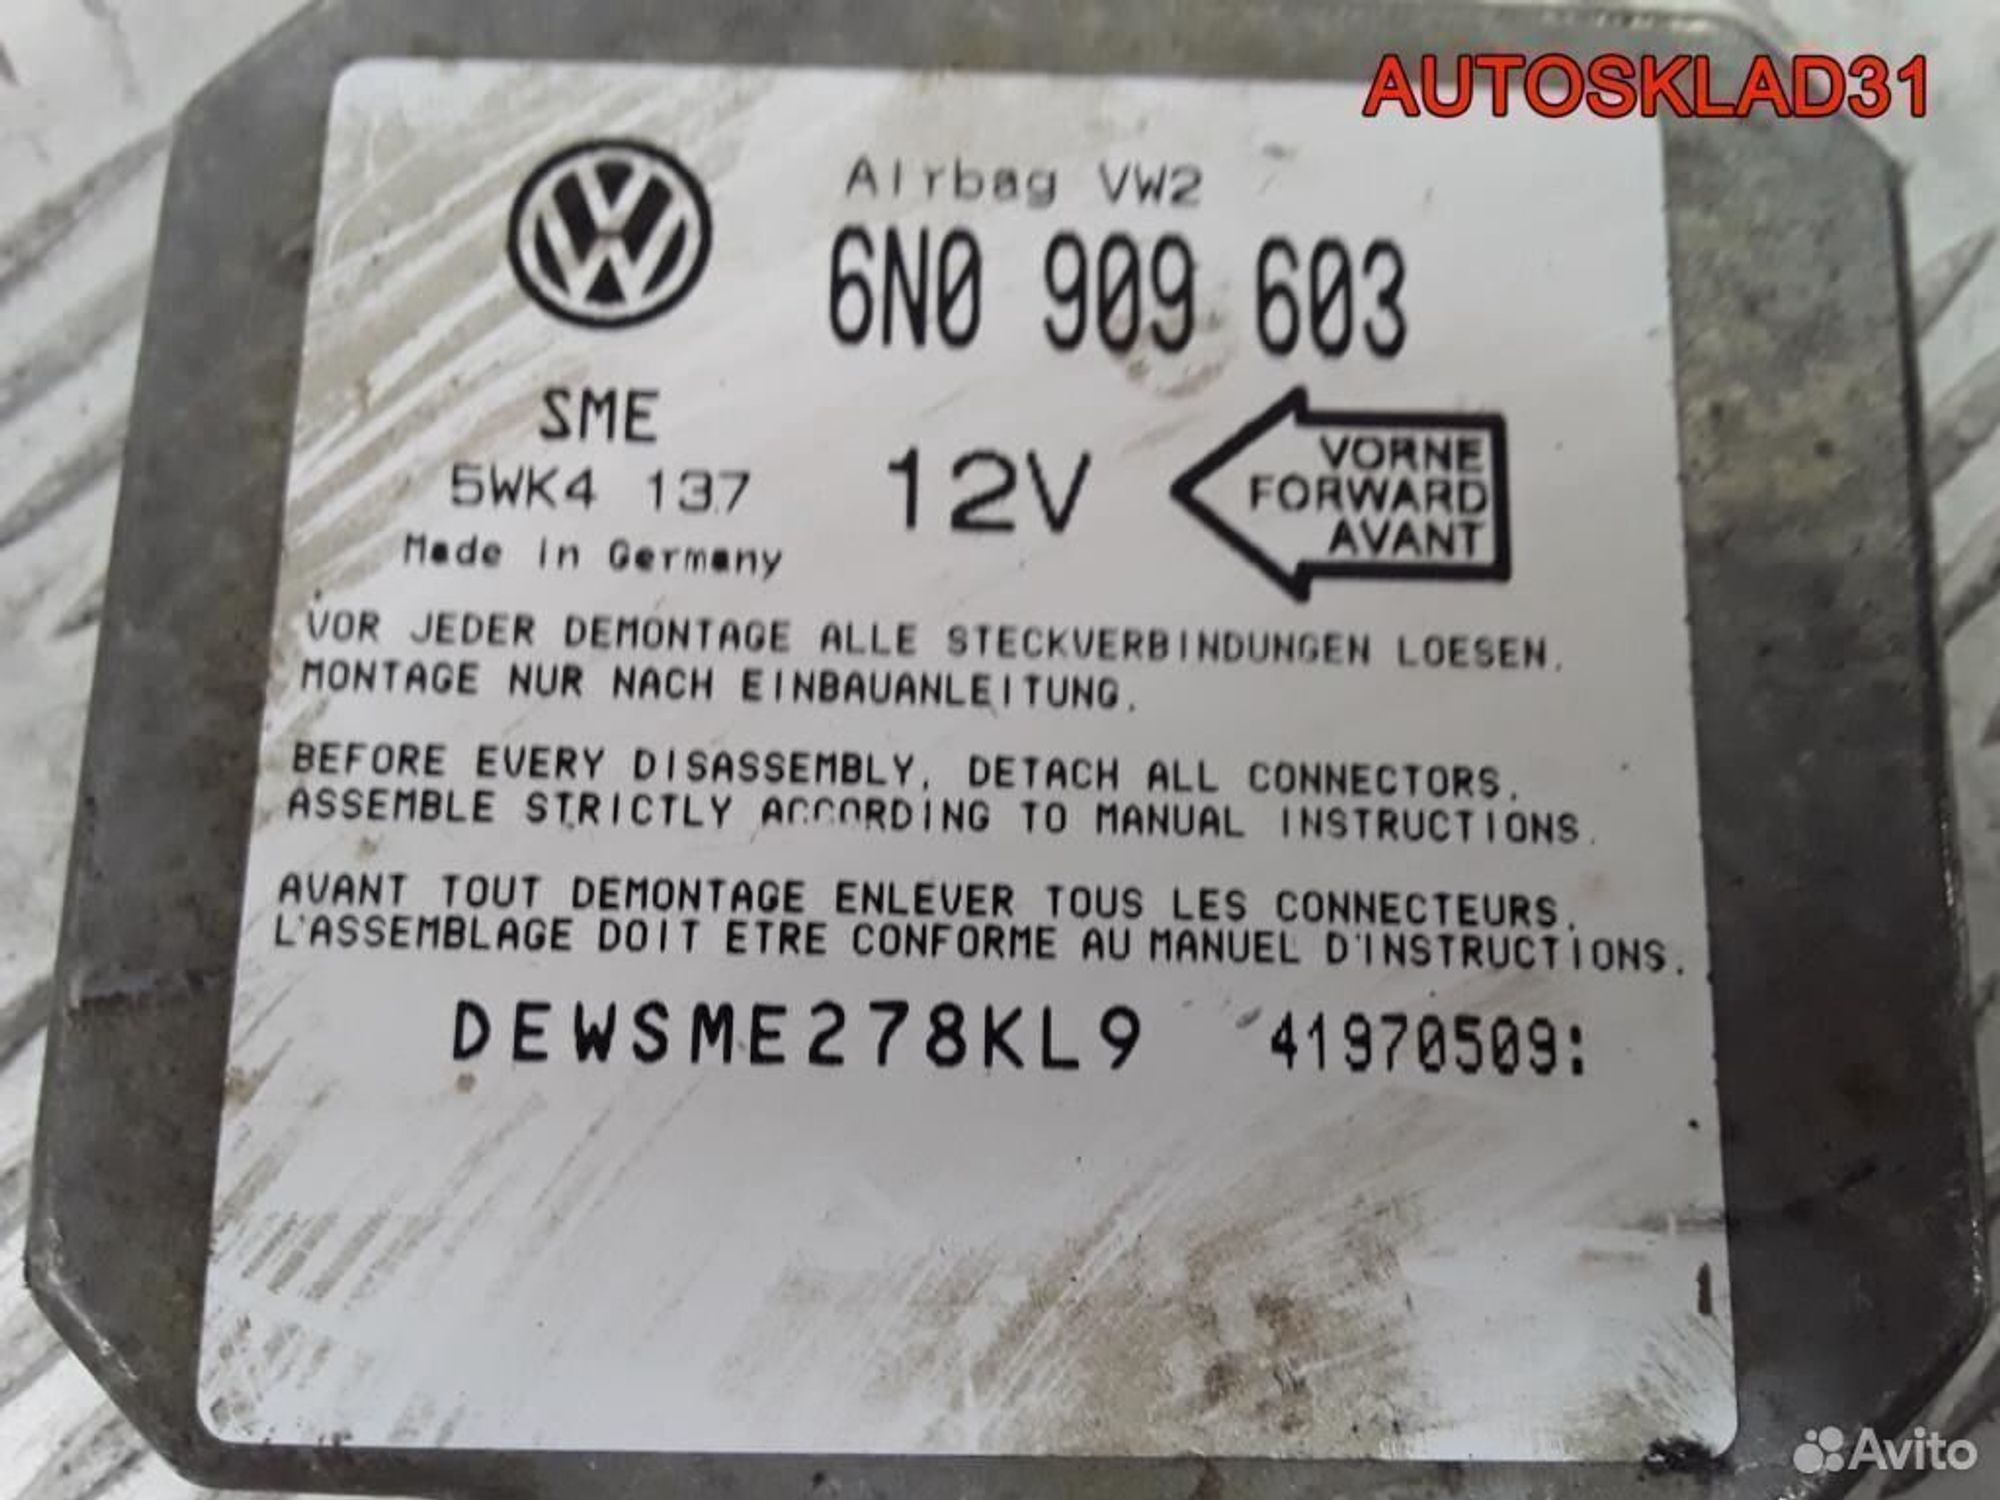 AUTOSKLAD31
Airbag VW2
6N0 909 603
SME
5WK4 137
Made in Germany
12V
VORNE
FORWARD
AVANT
VOR JEDER DEMONTAGE ALLE STECKVERBINDUNGEN LOESEN.
MONTAGE NUR NACH EINBAUANLEITUNG.
BEFORE EVERY DISASSEMBLY, DETACH ALL CONNECTORS.
ASSEMBLE STRICTLY ACCORDING TO MANUAL INSTRUCTIONS.
AVANT TOUT DEMONTAGE ENLEVER TOUS LES CONNECTEURS.
L'ASSEMBLAGE DOIT ETRE CONFORME AU MANUEL D'INSTRUCTIONS.
DEWSME278KL9 41970509:
Avito